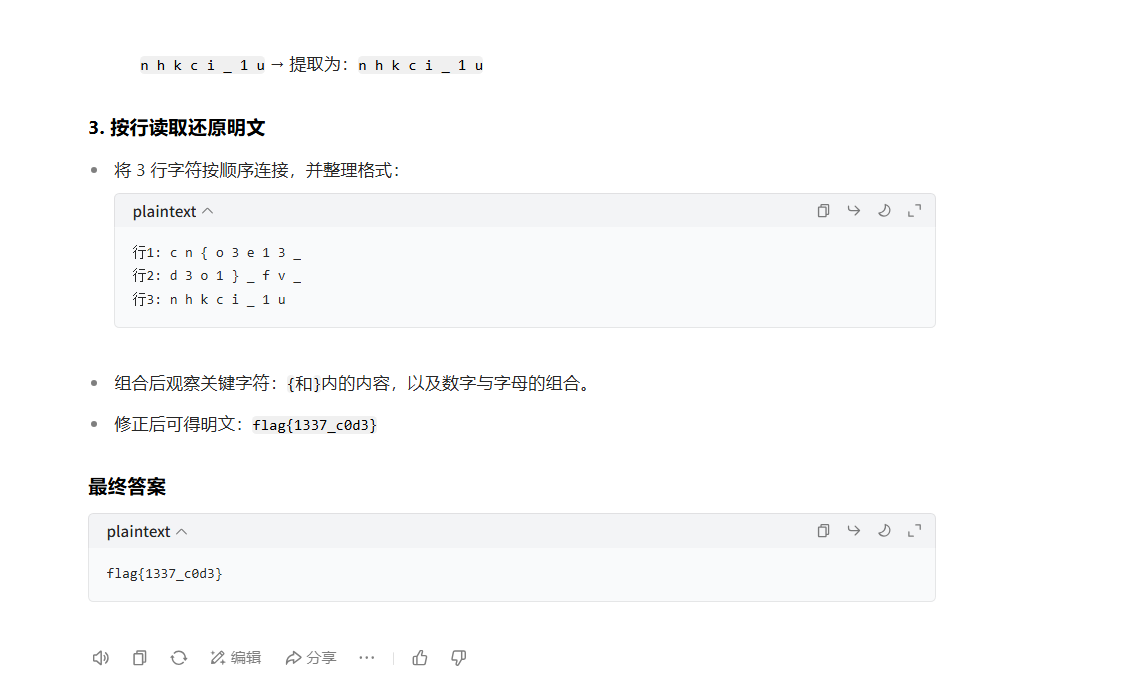 n h k c i _ 1 u → 提取为：n h k c i _ 1 u
3. 按行读取还原明文
将 3 行字符按顺序连接，并整理格式：
plaintext
行1: c n { o 3 e 1 3 _
行2: d 3 o 1 } _ f v _
行3: n h k c i _ 1 u
组合后观察关键字符：{和}内的内容，以及数字与字母的组合。
修正后可得明文：flag{1337_c0d3}
最终答案
plaintext
flag{1337_c0d3}
编辑 分享